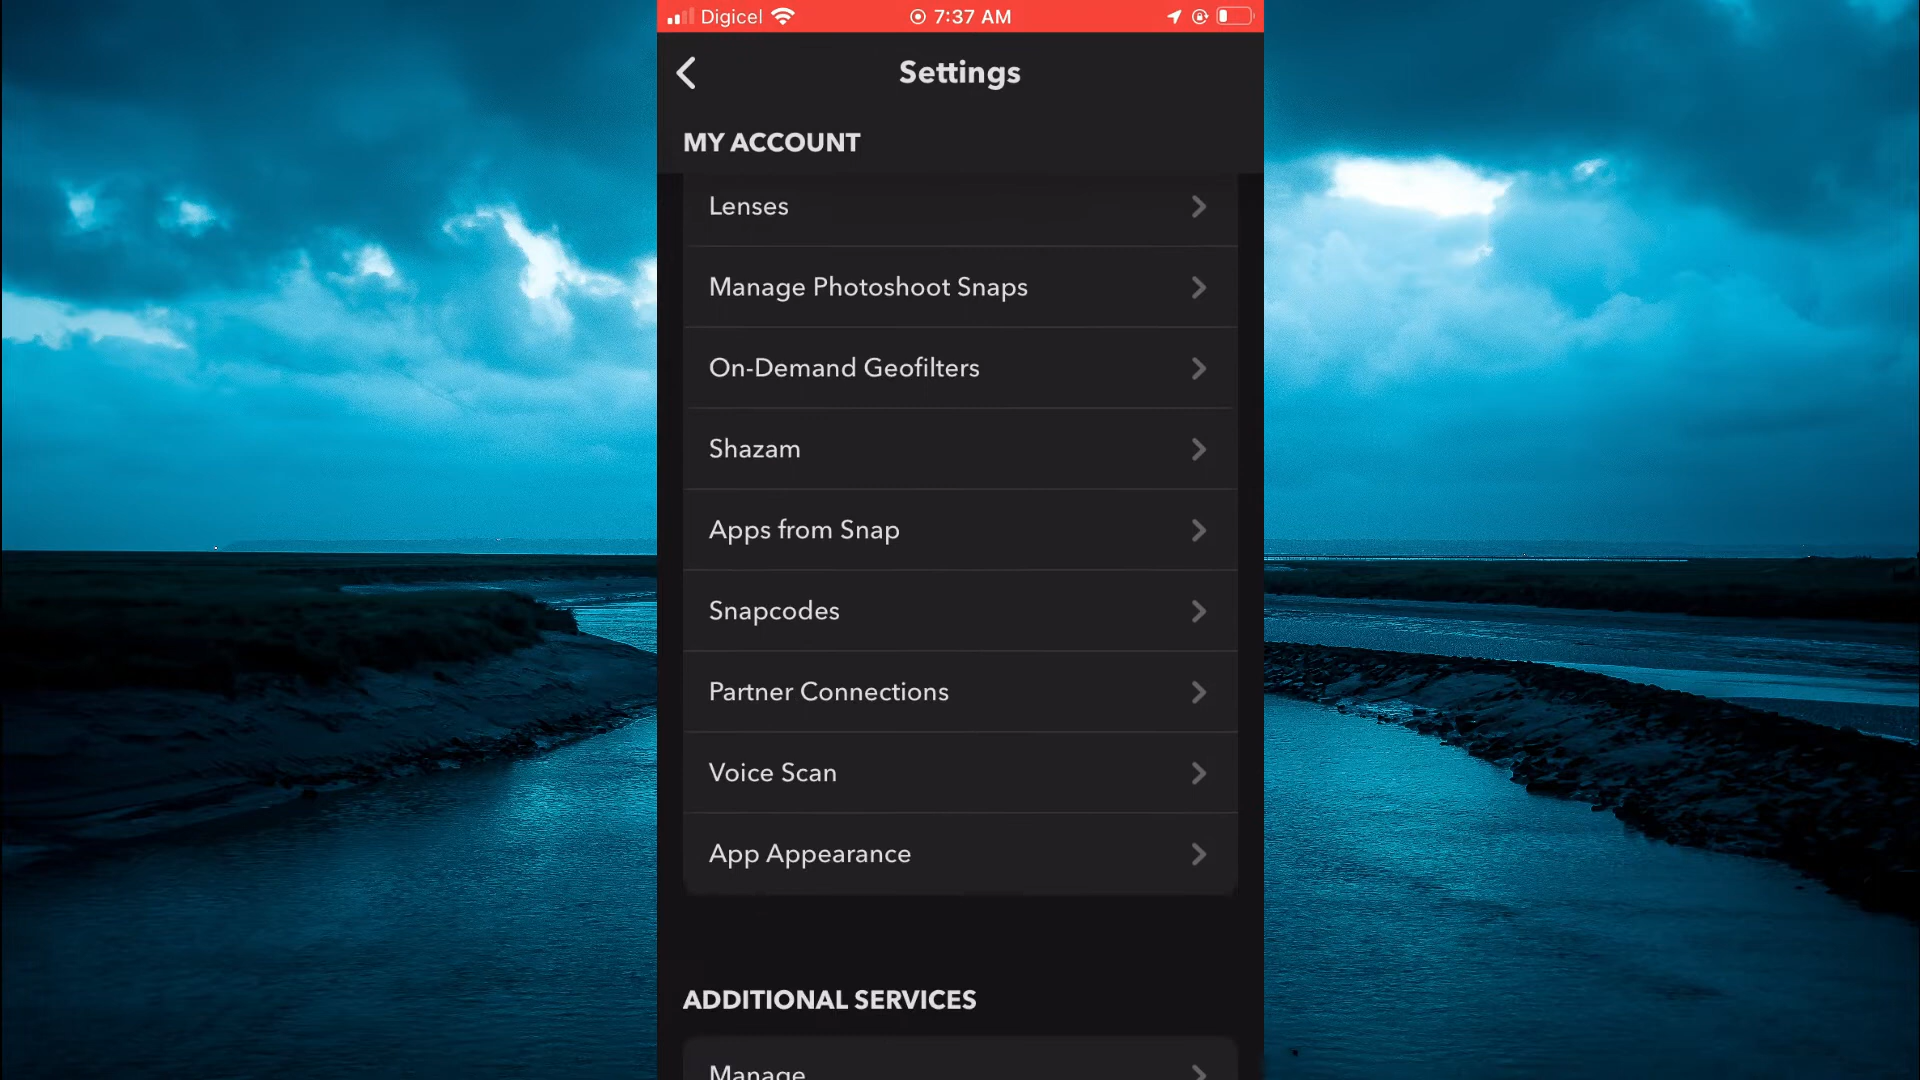 Digicel 7:37 AM
Settings
MY ACCOUNT
Lenses
Manage Photoshoot Snaps
On-Demand Geofilters
Shazam
Apps from Snap
Snapcodes
Partner Connections
Voice Scan
App Appearance
ADDITIONAL SERVICES
Manage